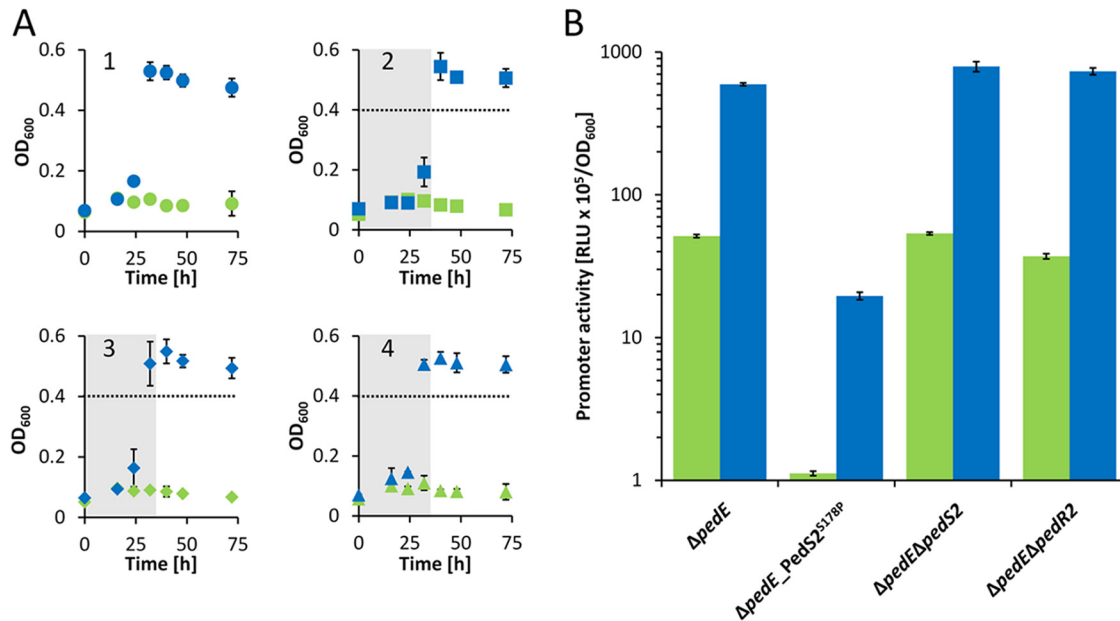 A
B
1
0.6
0.4
0.2
0
OD600
0 25 50 75
Time [h]
2
0.6
0.4
0.2
0
OD600
0 25 50 75
Time [h]
3
0.6
0.4
0.2
0
OD600
0 25 50 75
Time [h]
4
0.6
0.4
0.2
0
OD600
0 25 50 75
Time [h]
Promoter activity [RLU x 10⁵/OD600]
1000
100
10
1
ΔpedE
ΔpedE_PedS2S178P
ΔpedEΔpedS2
ΔpedEΔpedR2